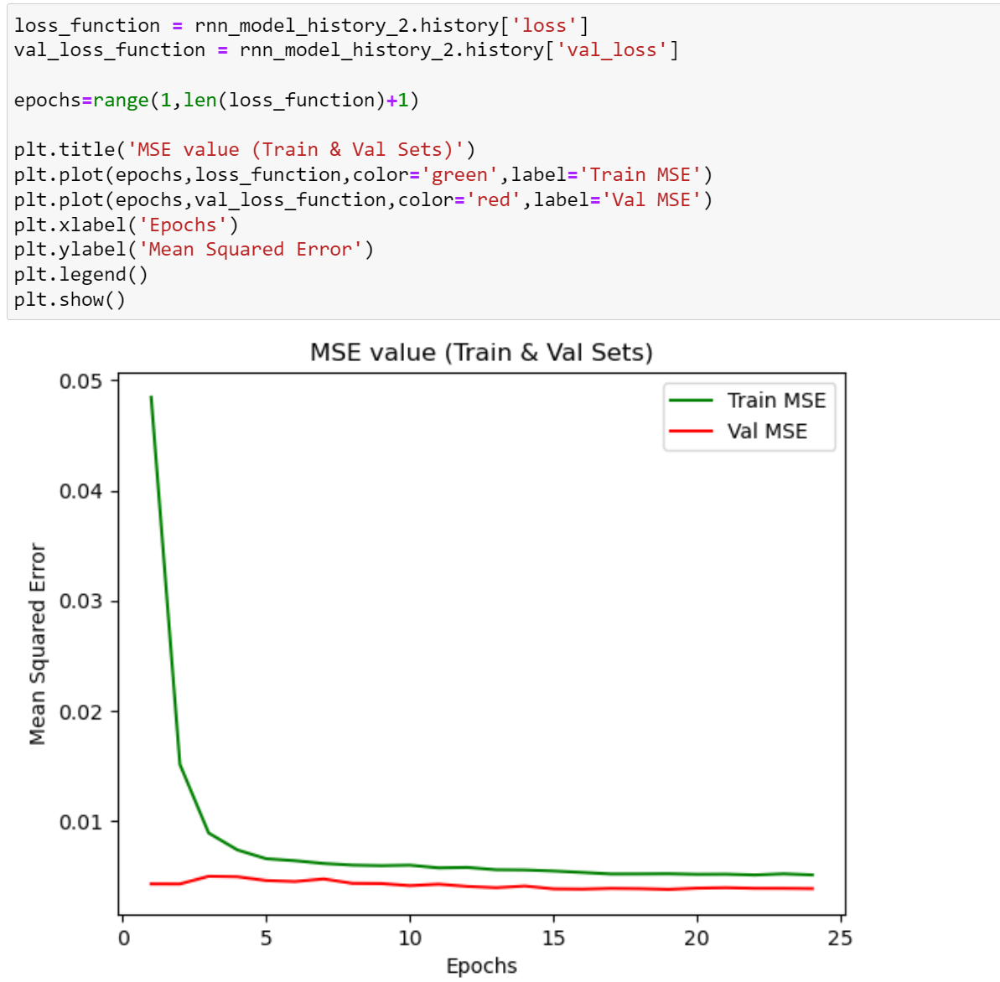 loss_function = rnn_model_history_2.history['loss']
val_loss_function = rnn_model_history_2.history['val_loss']
epochs=range(1,len(loss_function)+1)
plt.title('MSE value (Train & Val Sets)')
plt.plot(epochs,loss_function,color='green',label='Train MSE')
plt.plot(epochs,val_loss_function,color='red',label='Val MSE')
plt.xlabel('Epochs')
plt.ylabel('Mean Squared Error')
plt.legend()
plt.show()
MSE value (Train & Val Sets)
Train MSE
Val MSE
0.05
0.04
0.03
0.02
0.01
Mean Squared Error
0 5 10 15 20 25
Epochs